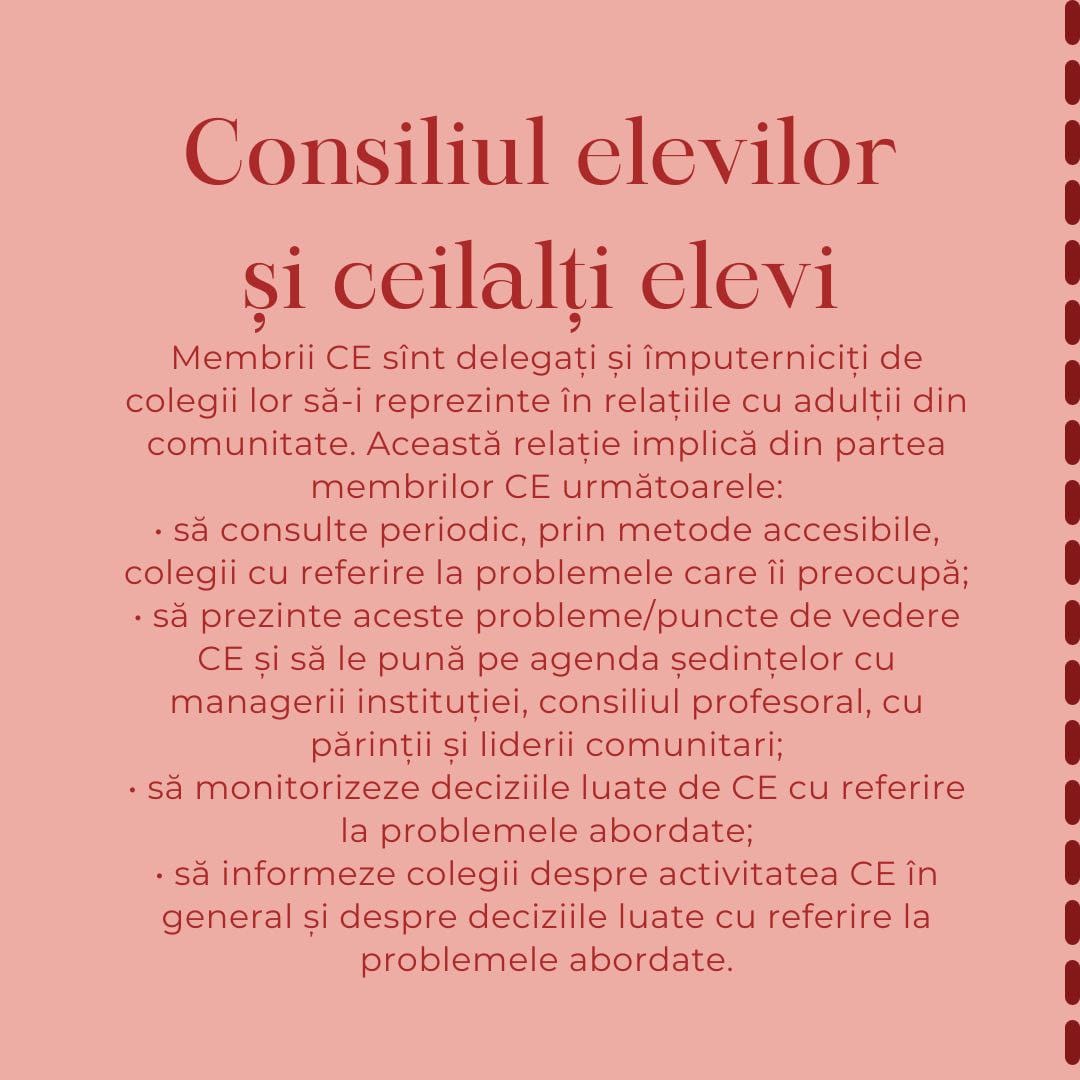 Consiliul elevilor
și ceilalți elevi
Membrii CE sînt delegați și împuterniciți de
colegii lor să-i reprezinte în relațiile cu adulții din
comunitate. Această relație implică din partea
membrilor CE următoarele:
• să consulte periodic, prin metode accesibile,
colegii cu referire la problemele care îi preocupă;
• să prezinte aceste probleme/puncte de vedere
CE și să le pună pe agenda ședințelor cu
managerii instituției, consiliul profesoral, cu
părinții și liderii comunitari;
• să monitorizeze deciziile luate de CE cu referire
la problemele abordate;
• să informeze colegii despre activitatea CE în
general și despre deciziile luate cu referire la
problemele abordate.